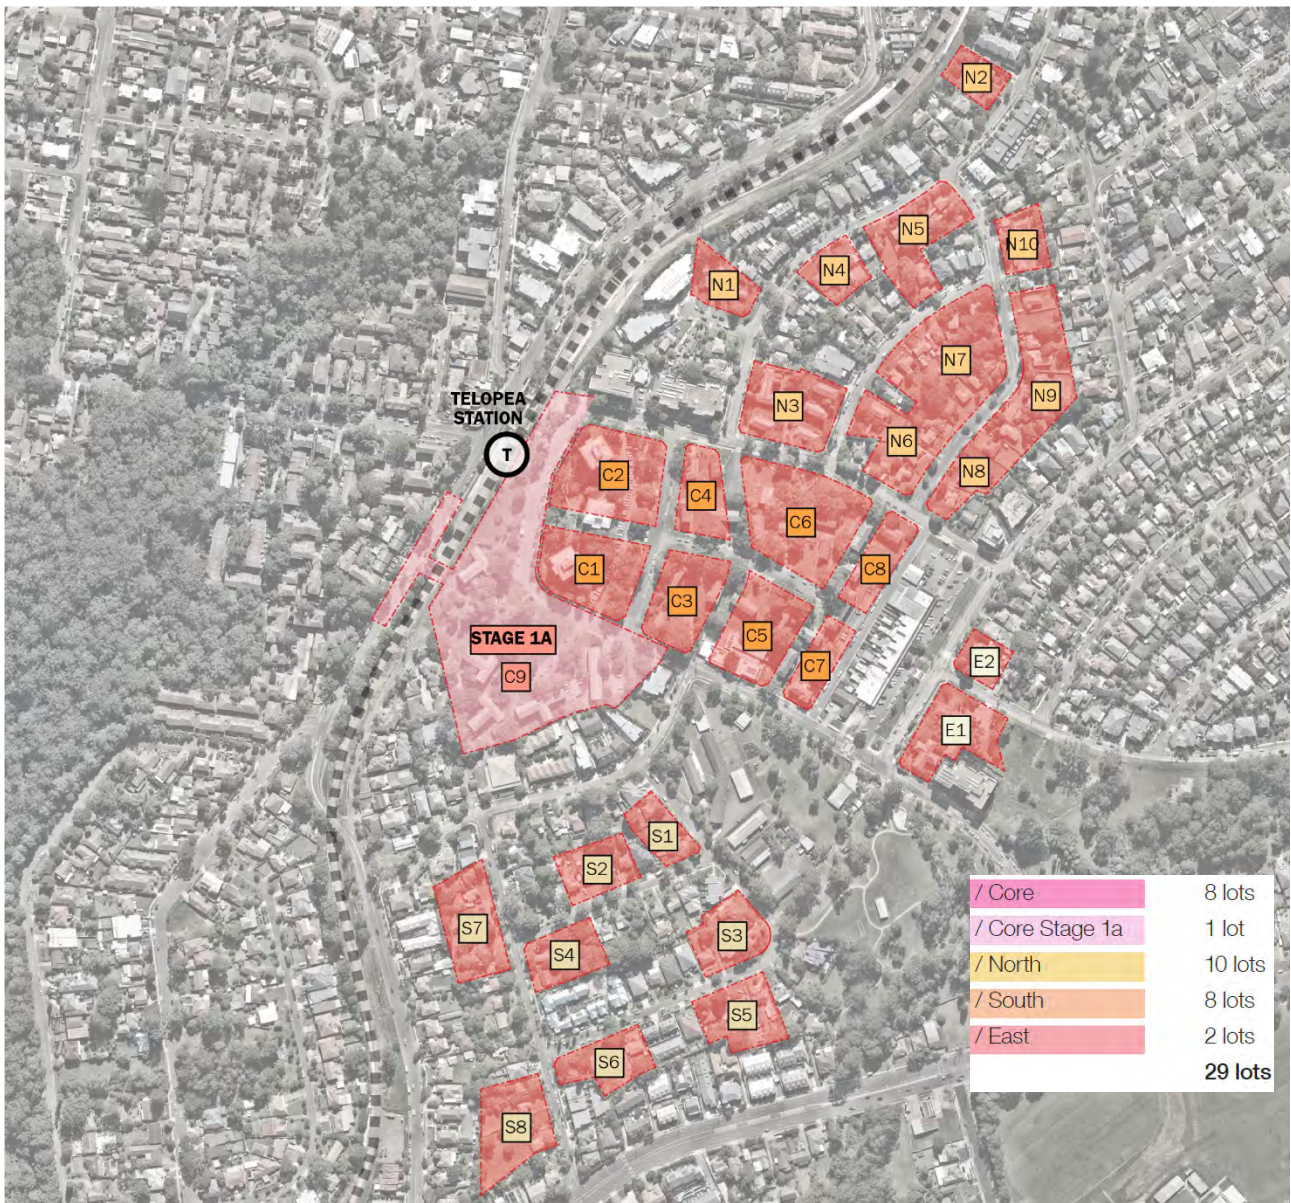 N2
N5
N10
N4
N1
N7
N3
N9
TELOPEA
STATION
T
N6
N8
C2
C4
C6
C1
C8
C3
STAGE 1A
C5
C7
E2
C9
E1
S1
S2
S7
S3
S4
S5
S6
S8
/ Core 8 lots
/ Core Stage 1a 1 lot
/ North 10 lots
/ South 8 lots
/ East 2 lots
29 lots